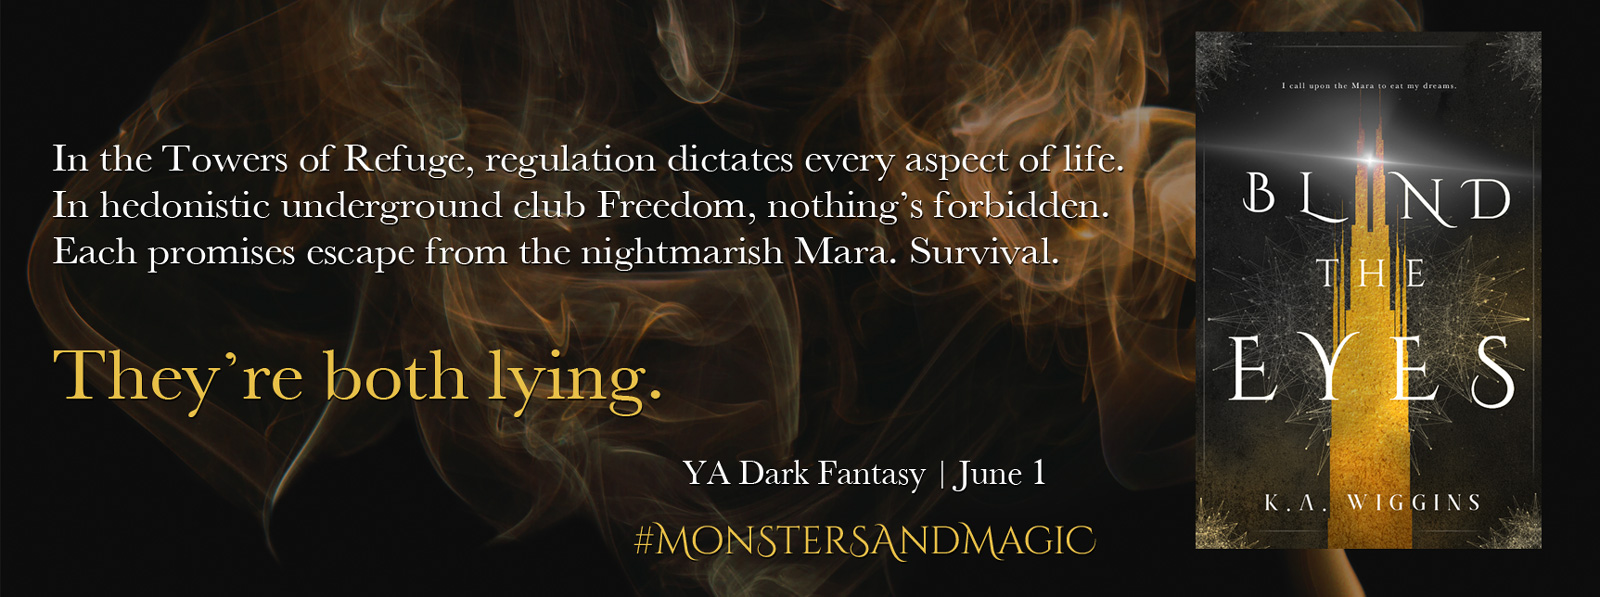 In the Towers of Refuge, regulation dictates every aspect of life.
In hedonistic underground club Freedom, nothing's forbidden.
Each promises escape from the nightmarish Mara. Survival.
They're both lying.
YA Dark Fantasy | June 1
#MONSTERSANDMAGIC
I call upon the Mara to eat my dreams.
BLIND
THE
EYES
K.A. WIGGINS